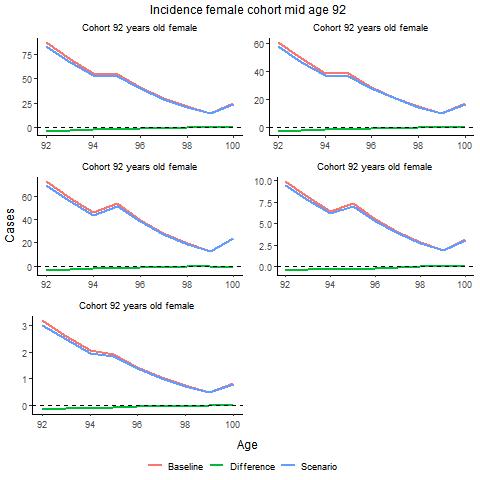 Incidence female cohort mid age 92
Cohort 92 years old female
Cohort 92 years old female
75
50
25
0
92 94 96 98 100
60
40
20
0
92 94 96 98 100
Cohort 92 years old female
Cohort 92 years old female
60
40
20
0
92 94 96 98 100
10.0
7.5
5.0
2.5
0.0
92 94 96 98 100
Cohort 92 years old female
3
2
1
0
92 94 96 98 100
Cases
Age
Baseline Difference Scenario